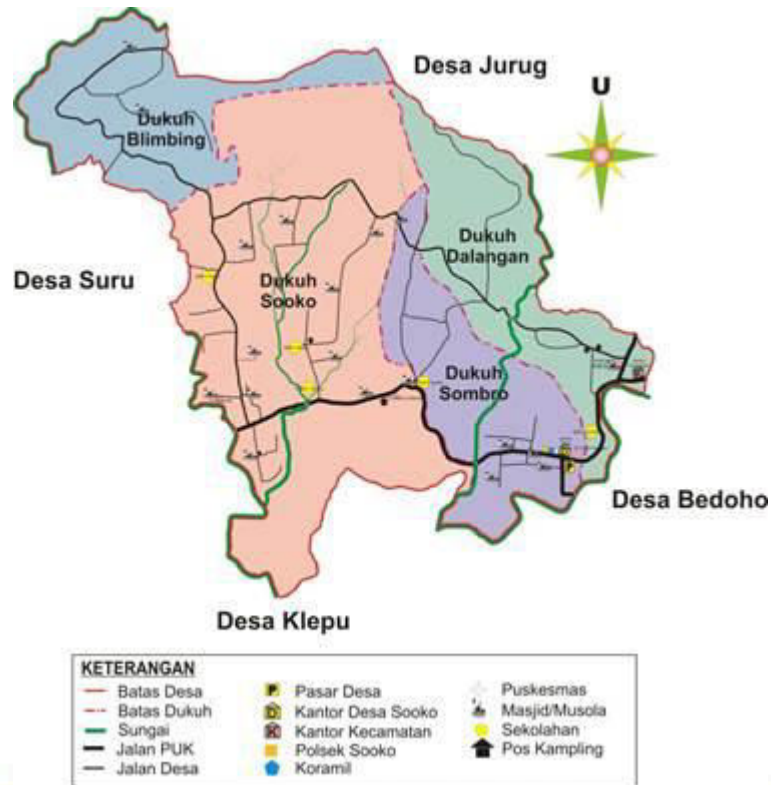 Desa Jurug
U
Dukuh
Blimbing
Dukuh
Dalangan
Desa Suru
Dukuh
Sooko
Dukuh
Sombro
Desa Bedoho
Desa Klepu
KETERANGAN
Batas Desa
Batas Dukuh
Sungai
Jalan PUK
Jalan Desa
P Pasar Desa
D Kantor Desa Sooko
K Kantor Kecamatan
Polsek Sooko
Koramil
Puskesmas
Masjid/Musola
Sekolahan
Pos Kampling